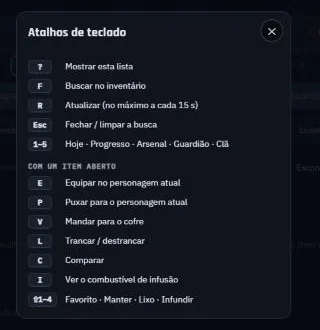 Atalhos de teclado
? Mostrar esta lista
F Buscar no inventário
R Atualizar (no máximo a cada 15 s)
Esc Fechar / limpar a busca
1–5 Hoje · Progresso · Arsenal · Guardião · Clã
COM UM ITEM ABERTO
E Equipar no personagem atual
P Puxar para o personagem atual
V Mandar para o cofre
L Trancar / destrancar
C Comparar
I Ver o combustível de infusão
⇧1–4 Favorito · Manter · Lixo · Infundir